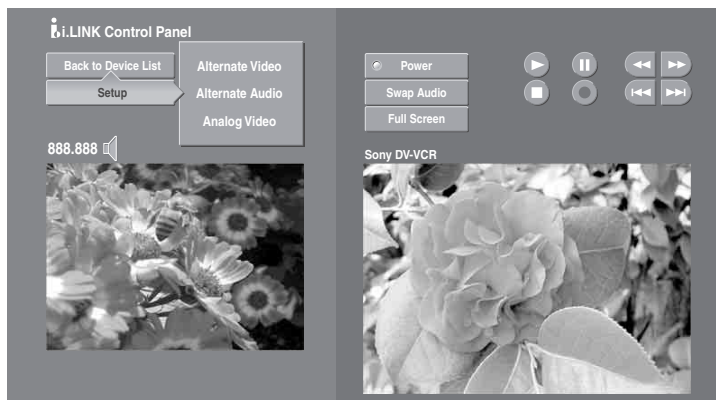 i.LINK Control Panel
Back to Device List
Setup
Alternate Video
Alternate Audio
Analog Video
888.888
Power
Swap Audio
Full Screen
Sony DV-VCR